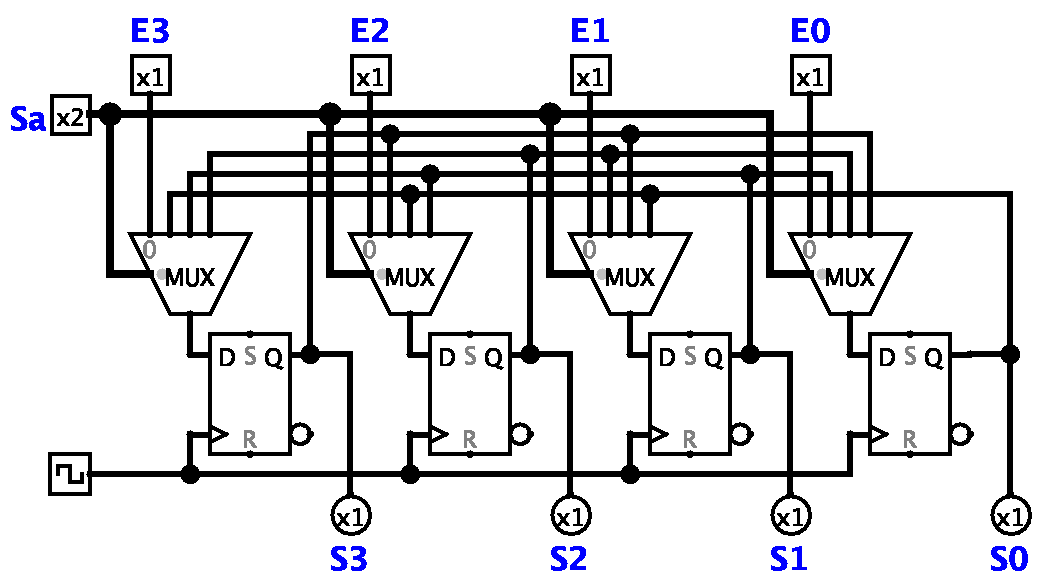 E3 E2 E1 E0
x1 x1 x1 x1
Sa x2
0 0 0 0
MUX MUX MUX MUX
D S Q D S Q D S Q D S Q
R R R R
x1 x1 x1 x1
S3 S2 S1 S0